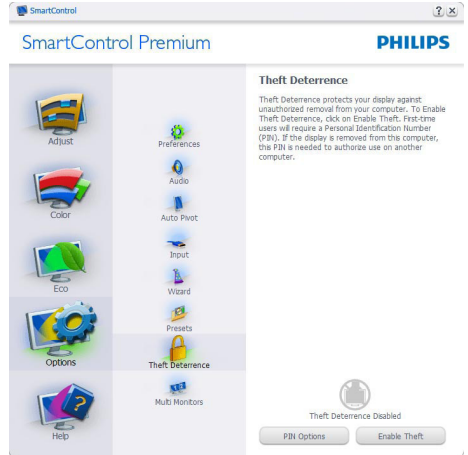 SmartControl
SmartControl Premium
PHILIPS
Adjust
Color
Eco
Options
Help
Preferences
Audio
Auto Pivot
Input
Wizard
Presets
Theft Deterrence
Multi Monitors
Theft Deterrence
Theft Deterrence protects your display against
unauthorized removal from your computer. To Enable
Theft Deterrence, click on Enable Theft. First-time
users will require a Personal Identification Number
(PIN). If the display is removed from this computer,
this PIN is needed to authorize use on another
computer.
Theft Deterrence Disabled
PIN Options
Enable Theft